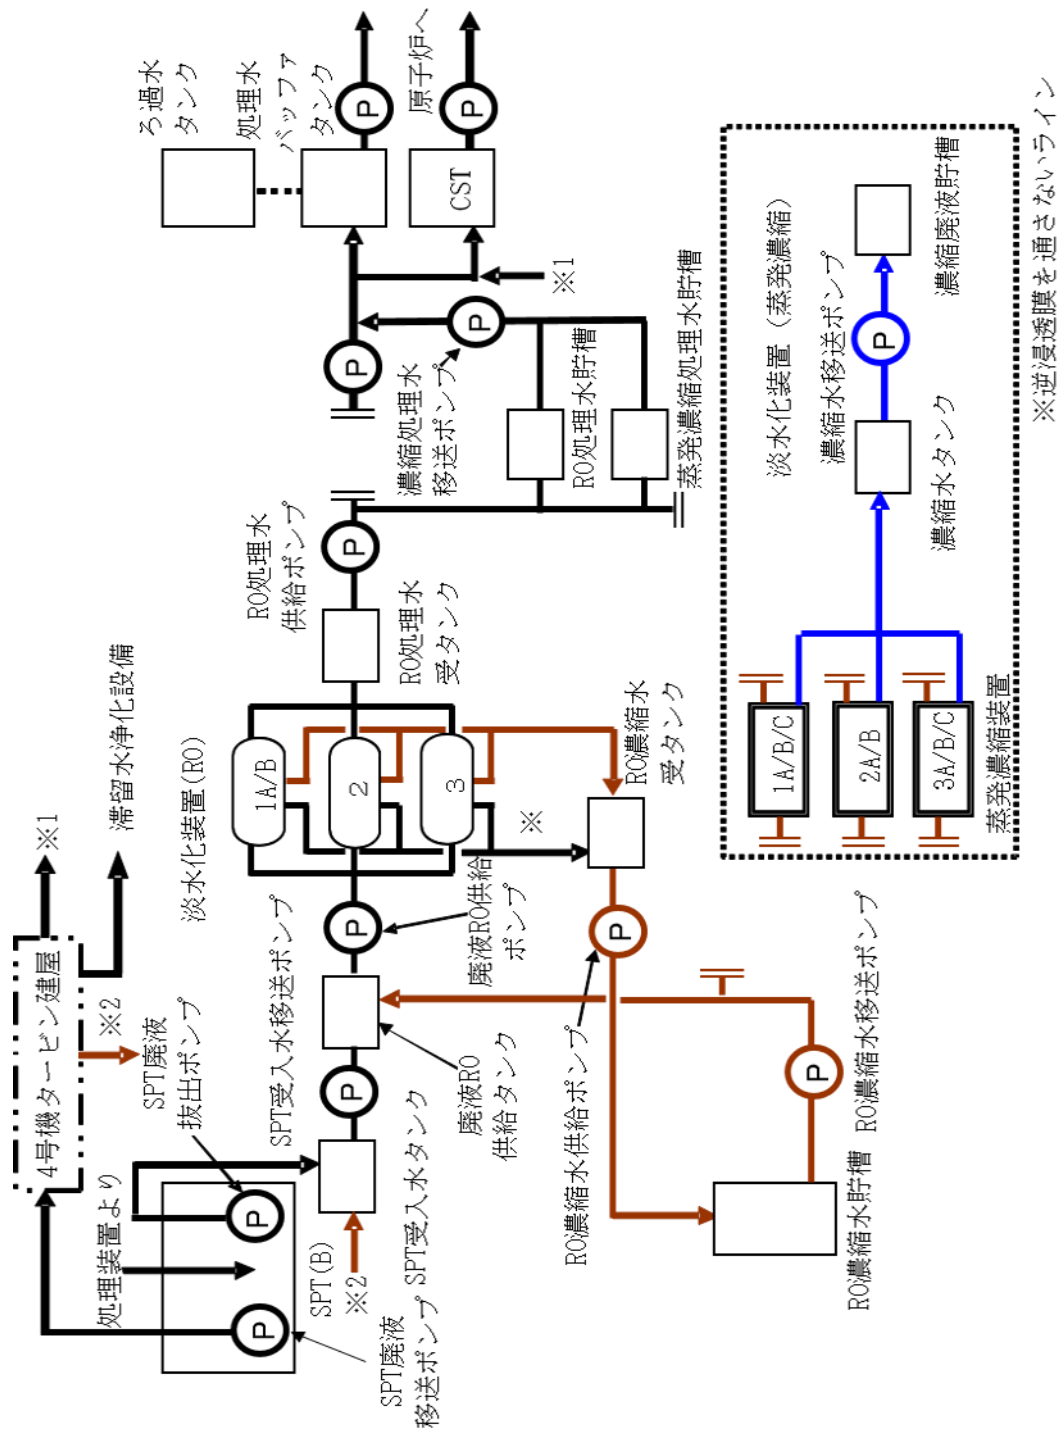 4号機タービン建屋
※1
滞留水浄化設備
※2
処理装置より
SPT廃液
抜出ポンプ
P
P
SPT廃液
移送ポンプ
SPT(B)
※2
SPT受入水タンク
SPT受入水移送ポンプ
P
廃液RO
供給タンク
P
廃液RO供給
ポンプ
淡水化装置(RO)
1A/B
2
3
※
RO濃縮水
受タンク
P
RO濃縮水供給ポンプ
RO濃縮水貯槽
P
RO濃縮水移送ポンプ
RO処理水
受タンク
P
RO処理水
供給ポンプ
RO処理水貯槽
蒸発濃縮処理水貯槽
P
濃縮処理水
移送ポンプ
P
※1
ろ過水
タンク
処理水
バッファ
タンク
P
CST
P
原子炉へ
淡水化装置（蒸発濃縮）
1A/B/C
2A/B
3A/B/C
蒸発濃縮装置
濃縮水タンク
濃縮水移送ポンプ
P
濃縮廃液貯槽
※逆浸透膜を通さないライン